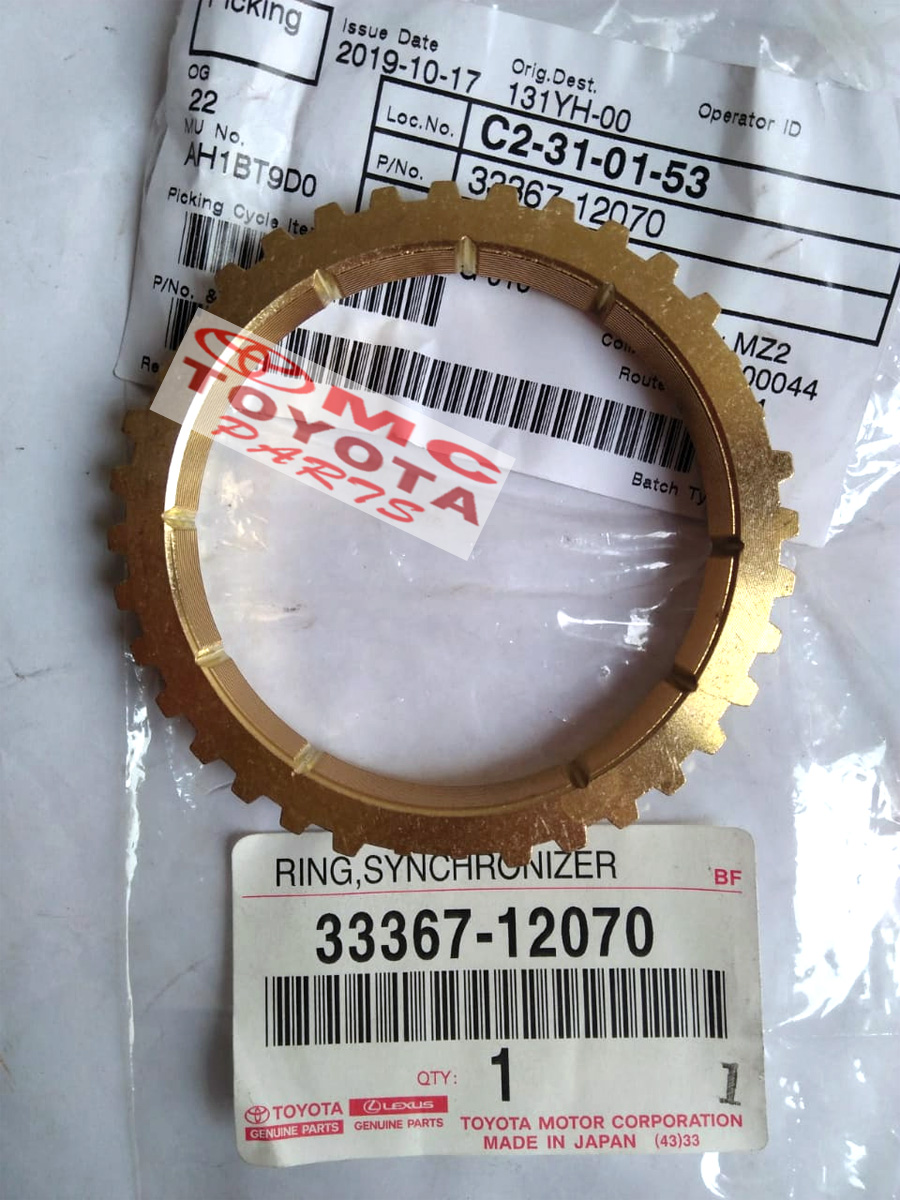 Picking
Issue Date
2019-10-17
Orig.Dest.
131YH-00
Operator ID
OG
22
MU No.
AH1BT9D0
Loc.No.
C2-31-01-53
P/No.
33367-12070
Picking Cycle
P/No. &
MZ2
Route
00044
Batch
TMC
TOYOTA
PARTS
RING,SYNCHRONIZER
BF
33367-12070
QTY: 1
1
TOYOTA
GENUINE PARTS
LEXUS
GENUINE PARTS
TOYOTA MOTOR CORPORATION
MADE IN JAPAN (43)33